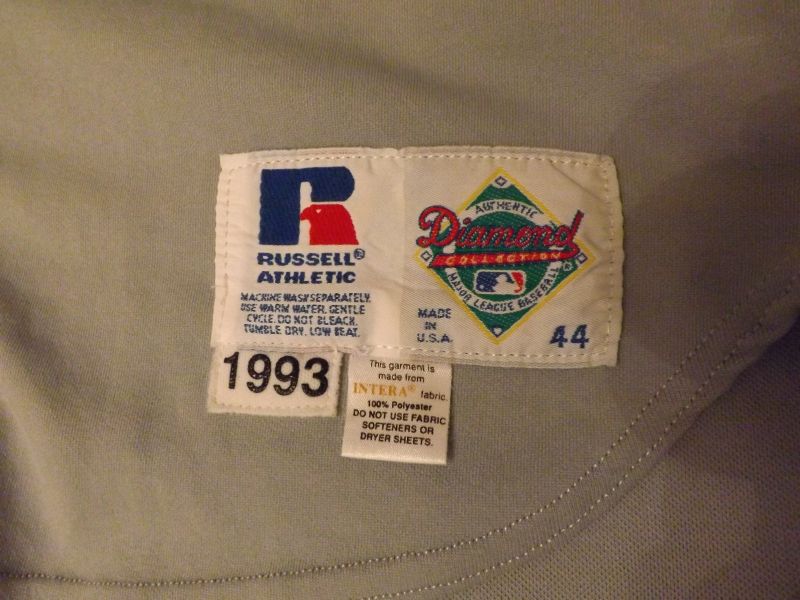 R
RUSSELL®
ATHLETIC
MACHINE WASH SEPARATELY.
USE WARM WATER. GENTLE
CYCLE. DO NOT BLEACH.
TUMBLE DRY. LOW HEAT.
AUTHENTIC
Diamond
COLLECTION
MAJOR LEAGUE BASEBALL
MADE
IN
U.S.A.
44
1993
This garment is
made from
INTERA® fabric.
100% Polyester
DO NOT USE FABRIC
SOFTENERS OR
DRYER SHEETS.